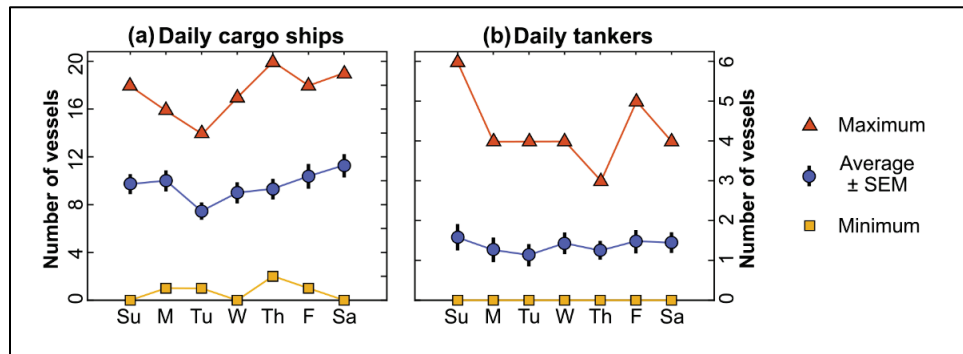 (a) Daily cargo ships
Number of vessels
20
16
12
8
4
0
Su M Tu W Th F Sa
(b) Daily tankers
Number of vessels
6
5
4
3
2
1
0
Su M Tu W Th F Sa
Maximum
Average
± SEM
Minimum